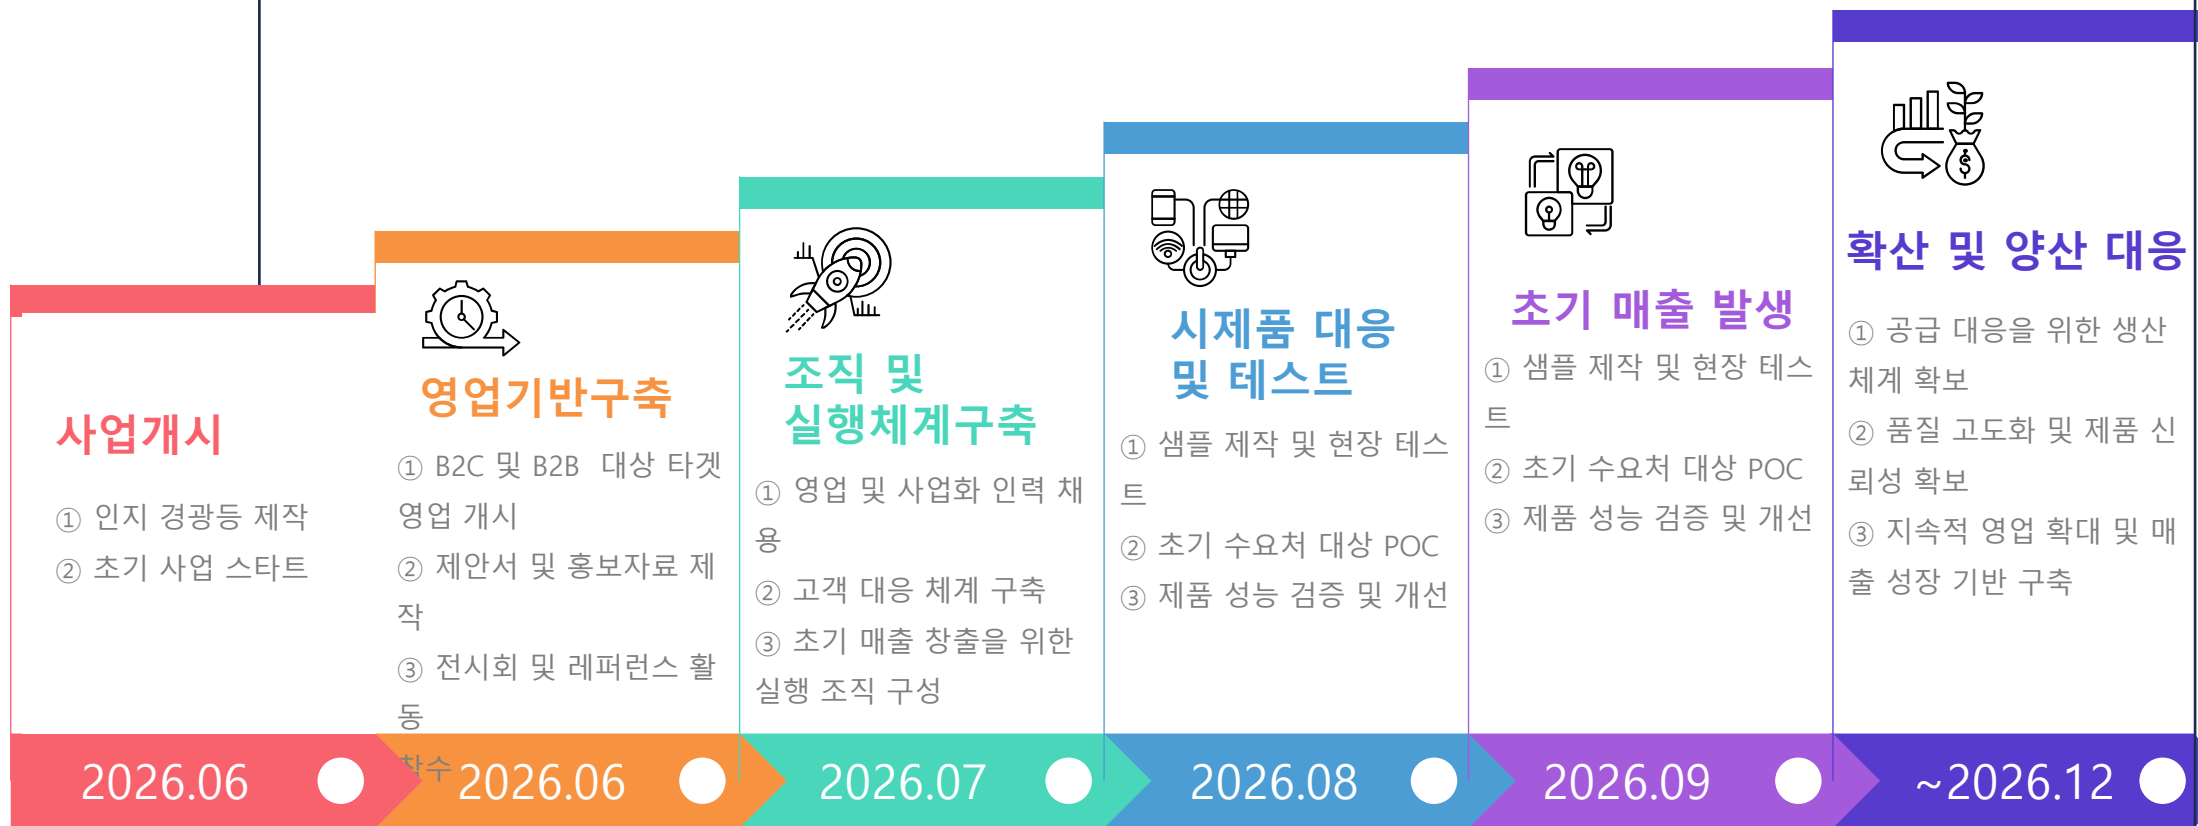 사업개시
① 인지 경광등 제작
② 초기 사업 스타트
2026.06
영업기반구축
① B2C 및 B2B 대상 타겟
영업 개시
② 제안서 및 홍보자료 제
작
③ 전시회 및 레퍼런스 활
동
착수
2026.06
조직 및
실행체계구축
① 영업 및 사업화 인력 채
용
② 고객 대응 체계 구축
③ 초기 매출 창출을 위한
실행 조직 구성
2026.07
시제품 대응
및 테스트
① 샘플 제작 및 현장 테스
트
② 초기 수요처 대상 POC
③ 제품 성능 검증 및 개선
2026.08
초기 매출 발생
① 샘플 제작 및 현장 테스
트
② 초기 수요처 대상 POC
③ 제품 성능 검증 및 개선
2026.09
확산 및 양산 대응
① 공급 대응을 위한 생산
체계 확보
② 품질 고도화 및 제품 신
뢰성 확보
③ 지속적 영업 확대 및 매
출 성장 기반 구축
~2026.12